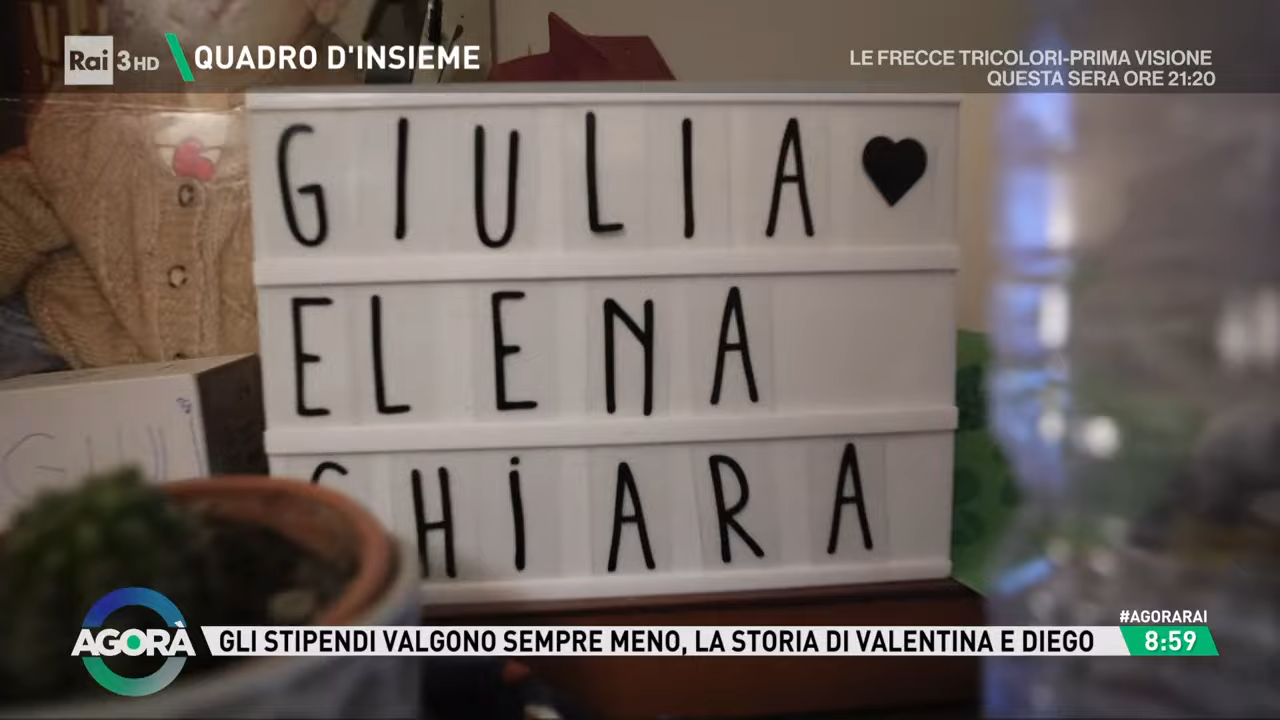 Rai 3HD QUADRO D'INSIEME
LE FRECCE TRICOLORI-PRIMA VISIONE
QUESTA SERA ORE 21:20
GIULIA
ELENA
CHiARA
#AGORARAI
AGORÀ GLI STIPENDI VALGONO SEMPRE MENO, LA STORIA DI VALENTINA E DIEGO 8:59